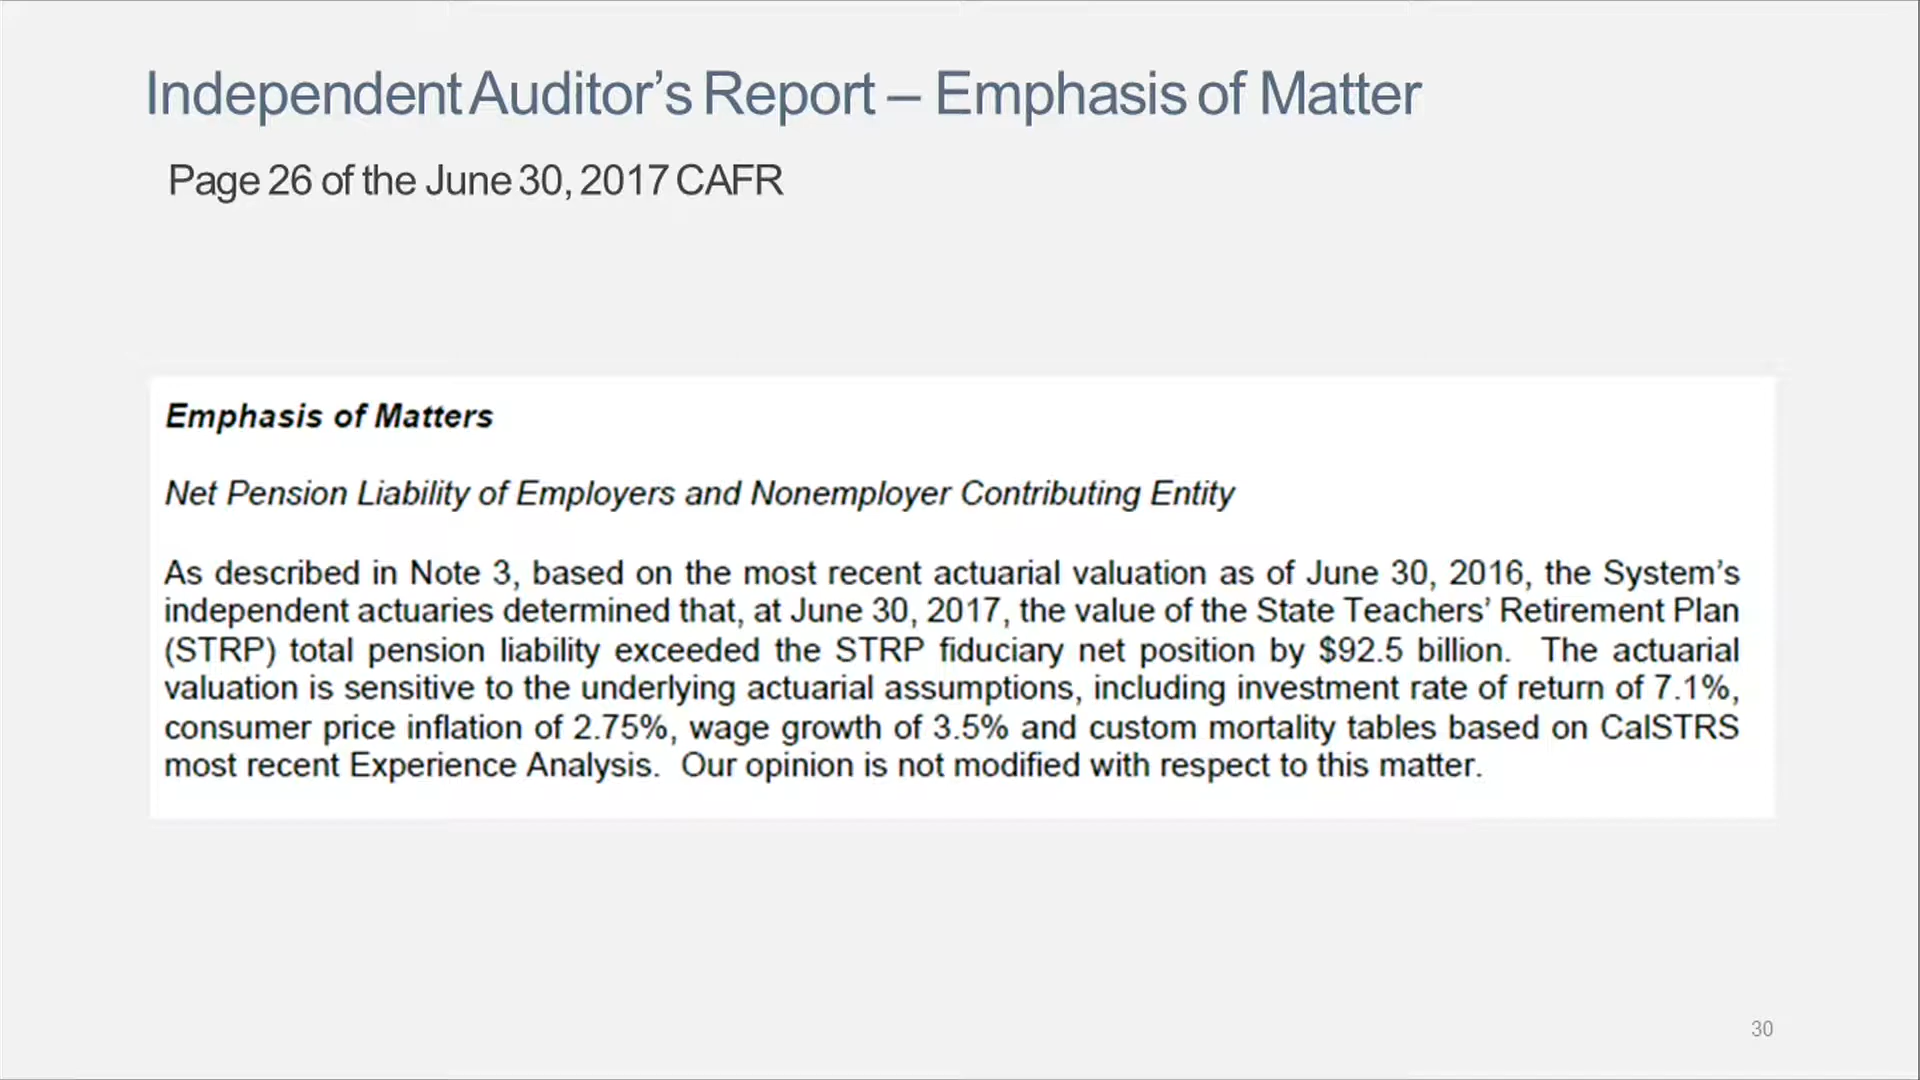 Independent Auditor’s Report – Emphasis of Matter
Page 26 of the June 30, 2017 CAFR
Emphasis of Matters
Net Pension Liability of Employers and Nonemployer Contributing Entity
As described in Note 3, based on the most recent actuarial valuation as of June 30, 2016, the System’s
independent actuaries determined that, at June 30, 2017, the value of the State Teachers’ Retirement Plan
(STRP) total pension liability exceeded the STRP fiduciary net position by $92.5 billion.  The actuarial
valuation is sensitive to the underlying actuarial assumptions, including investment rate of return of 7.1%,
consumer price inflation of 2.75%, wage growth of 3.5% and custom mortality tables based on CalSTRS
most recent Experience Analysis.  Our opinion is not modified with respect to this matter.
30